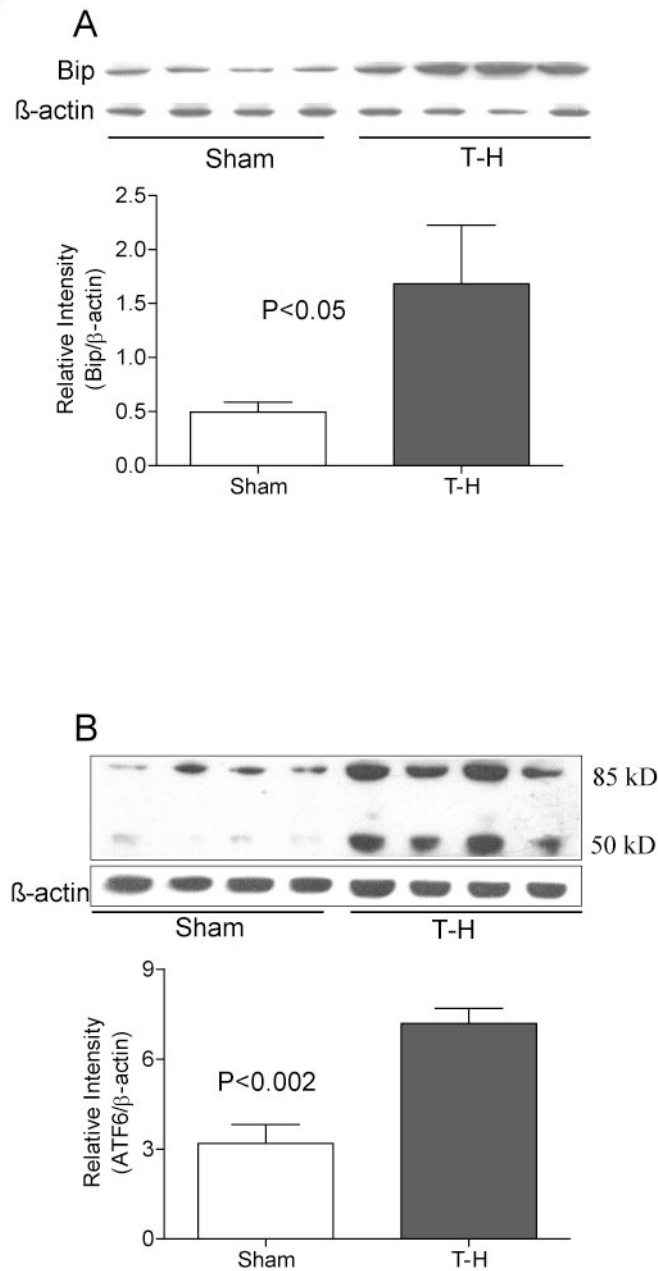 A
Bip
ß-actin
Sham T-H
2.5
2.0
1.5
1.0
0.5
0.0
Relative Intensity
(Bip/β-actin)
P<0.05
Sham T-H
B
85 kD
50 kD
ß-actin
Sham T-H
9
6
3
0
Relative Intensity
(ATF6/β-actin)
P<0.002
Sham T-H